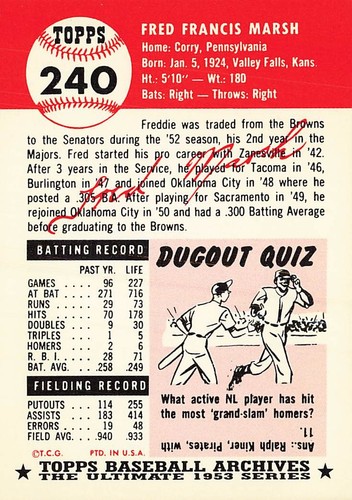 TOPPS
240
FRED FRANCIS MARSH
Home: Corry, Pennsylvania
Born: Jan. 5, 1924, Valley Falls, Kans.
Ht.: 5'10" — Wt.: 180
Bats: Right — Throws: Right
Freddie was traded from the Browns
to the Senators during the '52 season, his 2nd year in the
Majors. Fred started his pro career with Zanesville in '42.
After 3 years in the Service, he played for Tacoma in '46,
Burlington in '47 and joined Oklahoma City in '48 where he
posted a .305 BA. After playing for Sacramento in '49, he
rejoined Oklahoma City in '50 and had a .300 Batting Average
before graduating to the Browns.
Fred Marsh
BATTING RECORD
PAST YR. LIFE
GAMES . . . . 96 227
AT BAT . . . . 271 716
RUNS . . . . 29 73
HITS . . . . 70 178
DOUBLES . . . 9 30
TRIPLES . . . 1 5
HOMERS . . . 2 6
R. B. I. . . . . 28 71
BAT. AVG. . . .258 .249
FIELDING RECORD
PUTOUTS . . . 114 255
ASSISTS . . . 183 414
ERRORS . . . 19 48
FIELD AVG. . . .940 .933
©T.C.G. PTD. IN U.S.A.
DUGOUT QUIZ
What active NL player has hit
the most 'grand-slam' homers?
Ans.: Ralph Kiner, Pirates, with
11.
★ TOPPS BASEBALL ARCHIVES ★
THE ULTIMATE 1953 SERIES